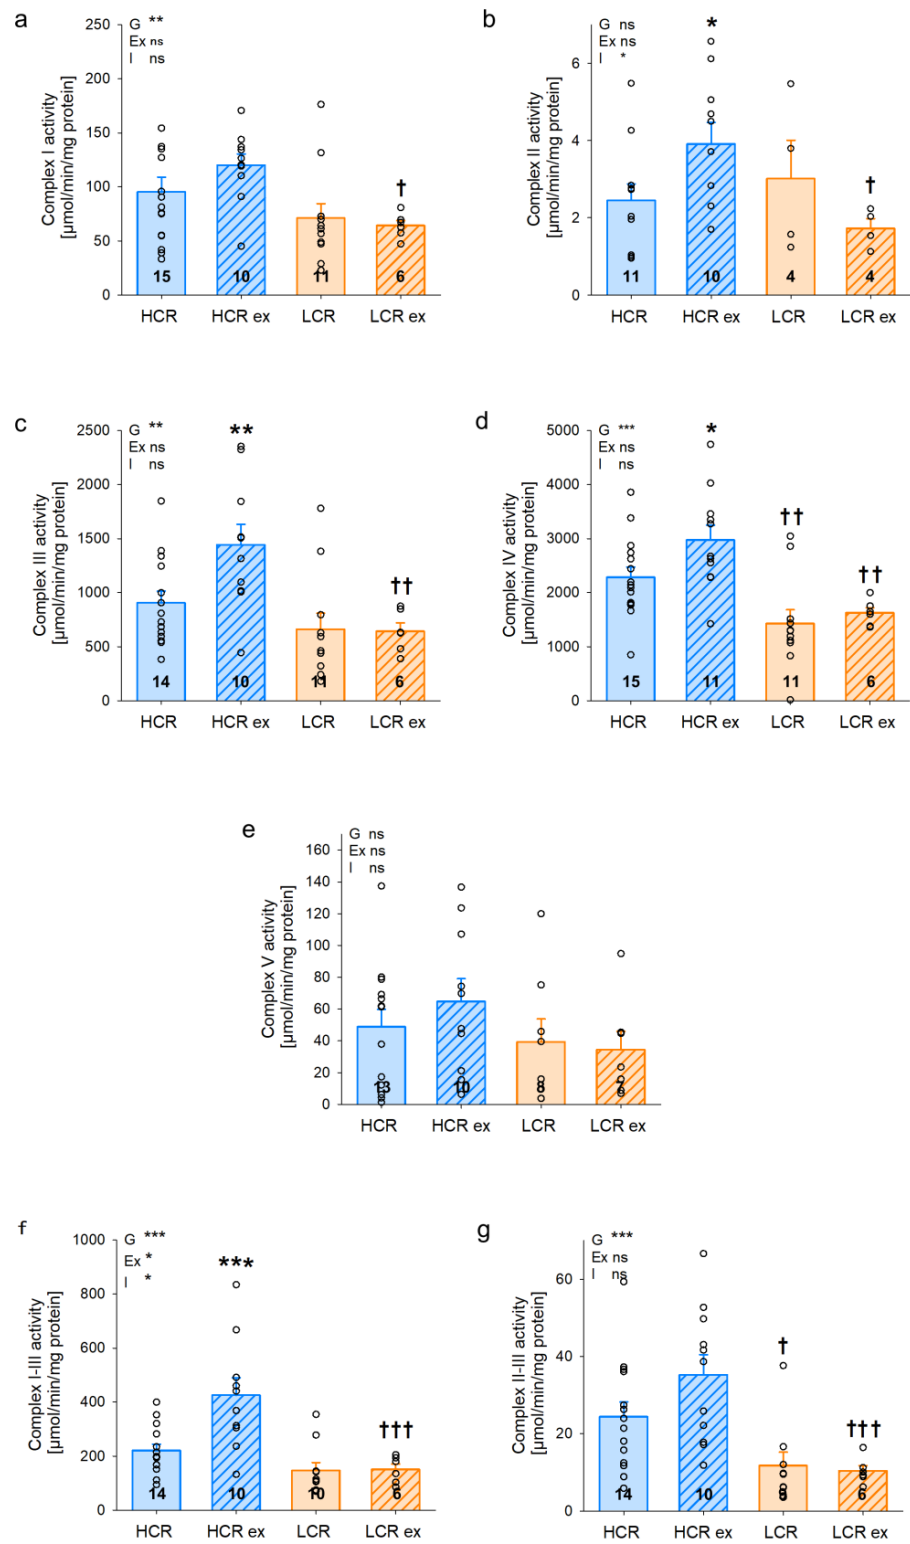 a
G **
Ex ns
I ns
Complex I activity
[µmol/min/mg protein]
250
200
150
100
50
0
†
15
10
11
6
HCR
HCR ex
LCR
LCR ex
b
G ns
Ex ns
I *
Complex II activity
[µmol/min/mg protein]
6
4
2
0
*
†
11
10
4
4
HCR
HCR ex
LCR
LCR ex
c
G **
Ex ns
I ns
Complex III activity
[µmol/min/mg protein]
2500
2000
1500
1000
500
0
**
††
14
10
11
6
HCR
HCR ex
LCR
LCR ex
d
G ***
Ex ns
I ns
Complex IV activity
[µmol/min/mg protein]
5000
4000
3000
2000
1000
0
*
††
††
15
11
11
6
HCR
HCR ex
LCR
LCR ex
e
G ns
Ex ns
I ns
Complex V activity
[µmol/min/mg protein]
160
140
120
100
80
60
40
20
0
13
10
7
HCR
HCR ex
LCR
LCR ex
f
G ***
Ex *
I *
Complex I-III activity
[µmol/min/mg protein]
1000
800
600
400
200
0
***
†††
14
10
10
6
HCR
HCR ex
LCR
LCR ex
g
G ***
Ex ns
I ns
Complex II-III activity
[µmol/min/mg protein]
60
40
20
0
†
†††
14
10
6
HCR
HCR ex
LCR
LCR ex